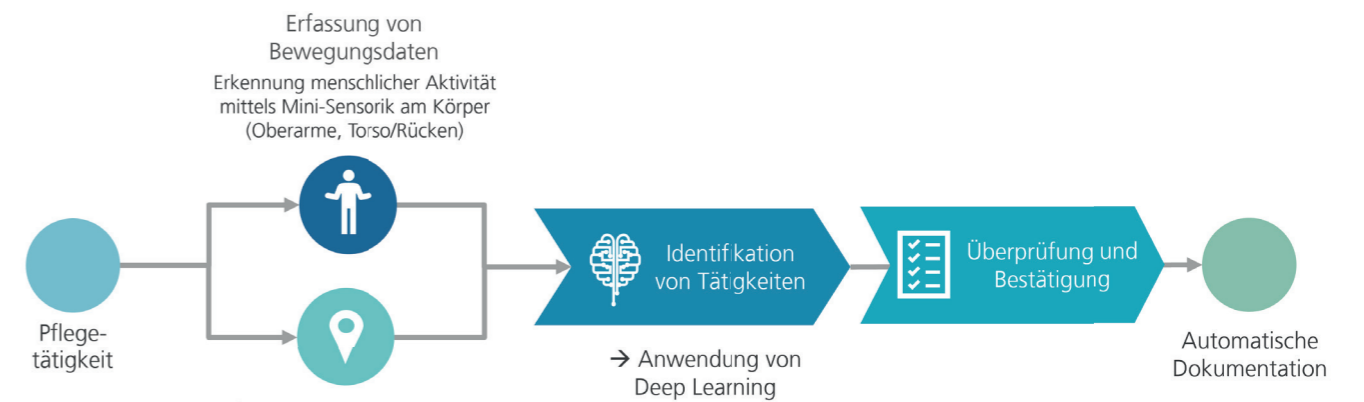 Erfassung von
Bewegungsdaten
Erkennung menschlicher Aktivität
mittels Mini-Sensorik am Körper
(Oberarme, Torso/Rücken)
Pflege-
tätigkeit
Identifikation
von Tätigkeiten
→ Anwendung von
Deep Learning
Überprüfung und
Bestätigung
Automatische
Dokumentation